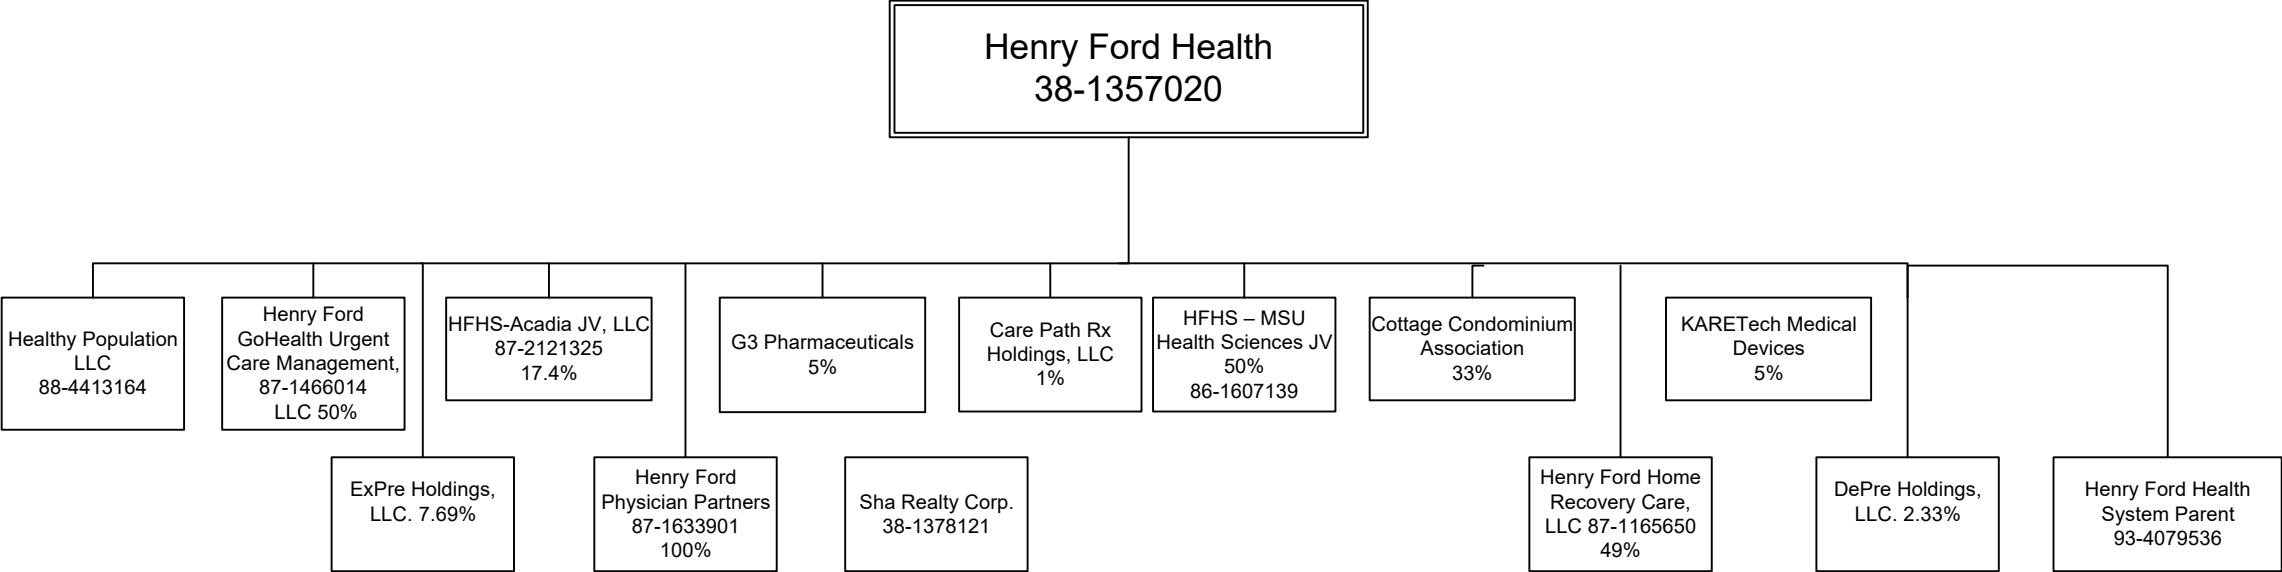 Henry Ford Health
38-1357020
Healthy Population
LLC
88-4413164
Henry Ford
GoHealth Urgent
Care Management,
87-1466014
LLC 50%
HFHS-Acadia JV, LLC
87-2121325
17.4%
G3 Pharmaceuticals
5%
Care Path Rx
Holdings, LLC
1%
HFHS – MSU
Health Sciences JV
50%
86-1607139
Cottage Condominium
Association
33%
KARETech Medical
Devices
5%
ExPre Holdings,
LLC. 7.69%
Henry Ford
Physician Partners
87-1633901
100%
Sha Realty Corp.
38-1378121
Henry Ford Home
Recovery Care,
LLC 87-1165650
49%
DePre Holdings,
LLC. 2.33%
Henry Ford Health
System Parent
93-4079536